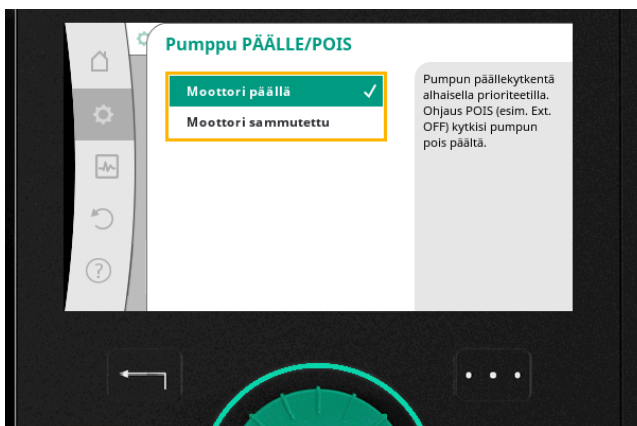 Pumppu PÄÄLLE/POIS
Moottori päällä
Moottori sammutettu
Pumpun päällekytkentä
alhaisella prioriteetilla.
Ohjaus POIS (esim. Ext.
OFF) kytkisi pumpun
pois päältä.
?